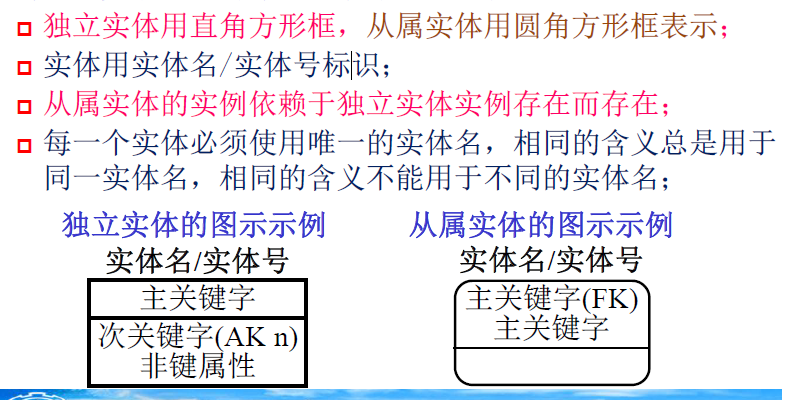 独立实体用直角方形框，从属实体用圆角方形框表示；
实体用实体名/实体号标识；
从属实体的实例依赖于独立实体实例存在而存在；
每一个实体必须使用唯一的实体名，相同的含义总是用于
同一实体名，相同的含义不能用于不同的实体名；
独立实体的图示示例
实体名/实体号
主关键字
次关键字(AK n)
非键属性
从属实体的图示示例
实体名/实体号
主关键字(FK)
主关键字